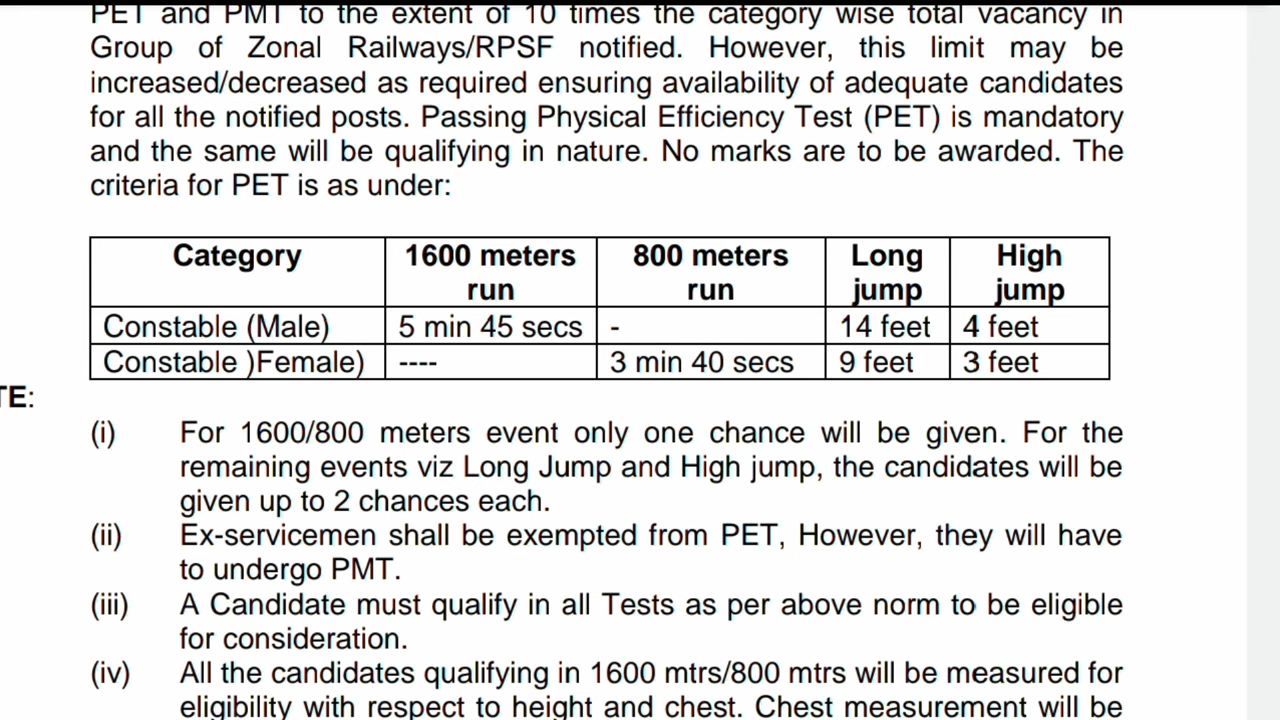 PET and PMT to the extent of 10 times the category wise total vacancy in
Group of Zonal Railways/RPSF notified. However, this limit may be
increased/decreased as required ensuring availability of adequate candidates
for all the notified posts. Passing Physical Efficiency Test (PET) is mandatory
and the same will be qualifying in nature. No marks are to be awarded. The
criteria for PET is as under:
Category 1600 meters run 800 meters run Long jump High jump
Constable (Male) 5 min 45 secs - 14 feet 4 feet
Constable )Female) ---- 3 min 40 secs 9 feet 3 feet
TE:
(i) For 1600/800 meters event only one chance will be given. For the
remaining events viz Long Jump and High jump, the candidates will be
given up to 2 chances each.
(ii) Ex-servicemen shall be exempted from PET, However, they will have
to undergo PMT.
(iii) A Candidate must qualify in all Tests as per above norm to be eligible
for consideration.
(iv) All the candidates qualifying in 1600 mtrs/800 mtrs will be measured for
eligibility with respect to height and chest. Chest measurement will be